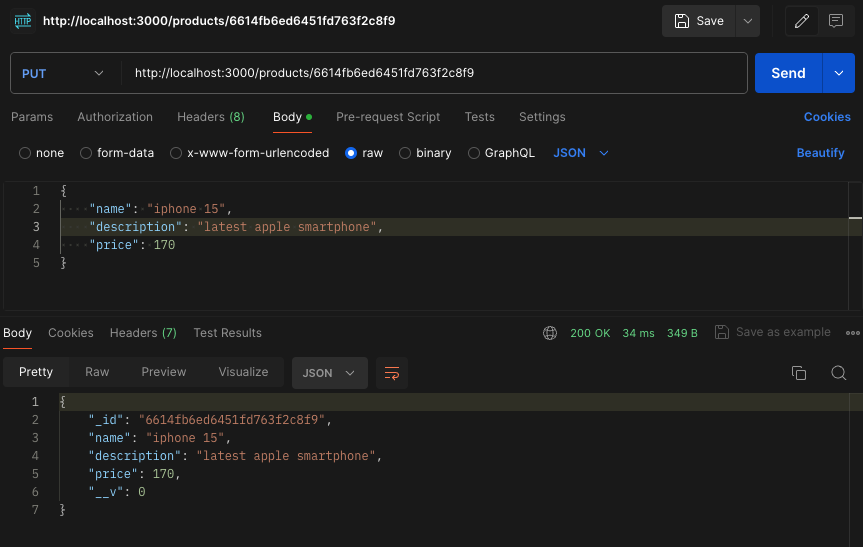 HTTP http://localhost:3000/products/6614fb6ed6451fd763f2c8f9 Save
PUT http://localhost:3000/products/6614fb6ed6451fd763f2c8f9 Send
Params Authorization Headers (8) Body Pre-request Script Tests Settings Cookies
none form-data x-www-form-urlencoded raw binary GraphQL JSON Beautify
1 {
2 ····"name":·"iphone·15",
3 ····"description":·"latest·apple·smartphone",
4 ····"price":·170
5 }
Body Cookies Headers (7) Test Results 200 OK 34 ms 349 B Save as example
Pretty Raw Preview Visualize JSON
1 {
2 "_id": "6614fb6ed6451fd763f2c8f9",
3 "name": "iphone 15",
4 "description": "latest apple smartphone",
5 "price": 170,
6 "__v": 0
7 }